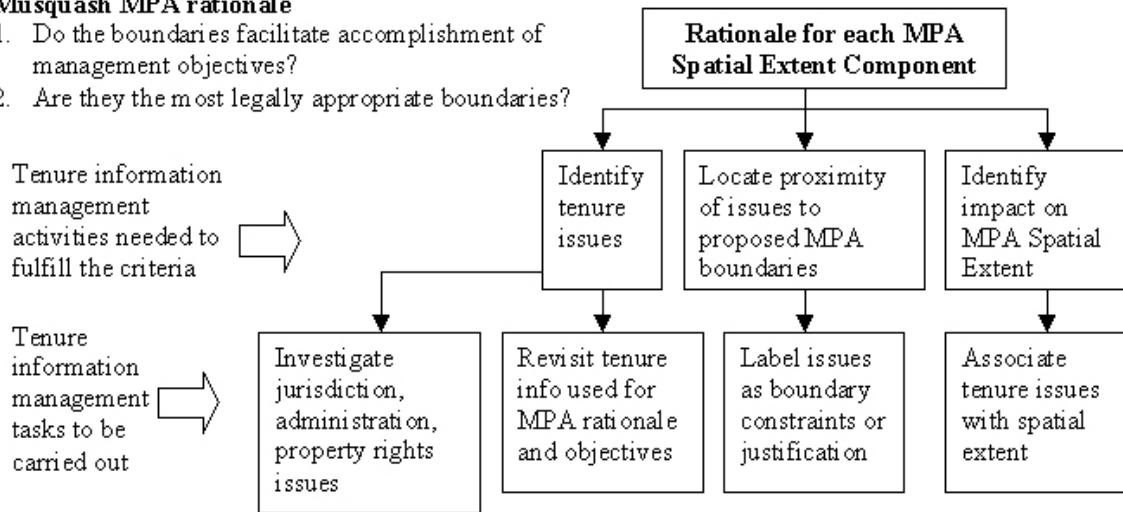 Musquash MPA rationale
1. Do the boundaries facilitate accomplishment of
management objectives?
2. Are they the most legally appropriate boundaries?
Rationale for each MPA
Spatial Extent Component
Tenure information
management
activities needed to
fulfill the criteria
Identify
tenure
issues
Locate proximity
of issues to
proposed MPA
boundaries
Identify
impact on
MPA Spatial
Extent
Tenure
information
management
tasks to be
carried out
Investigate
jurisdiction,
administration,
property rights
issues
Revisit tenure
info used for
MPA rationale
and objectives
Label issues
as boundary
constraints or
justification
Associate
tenure issues
with spatial
extent